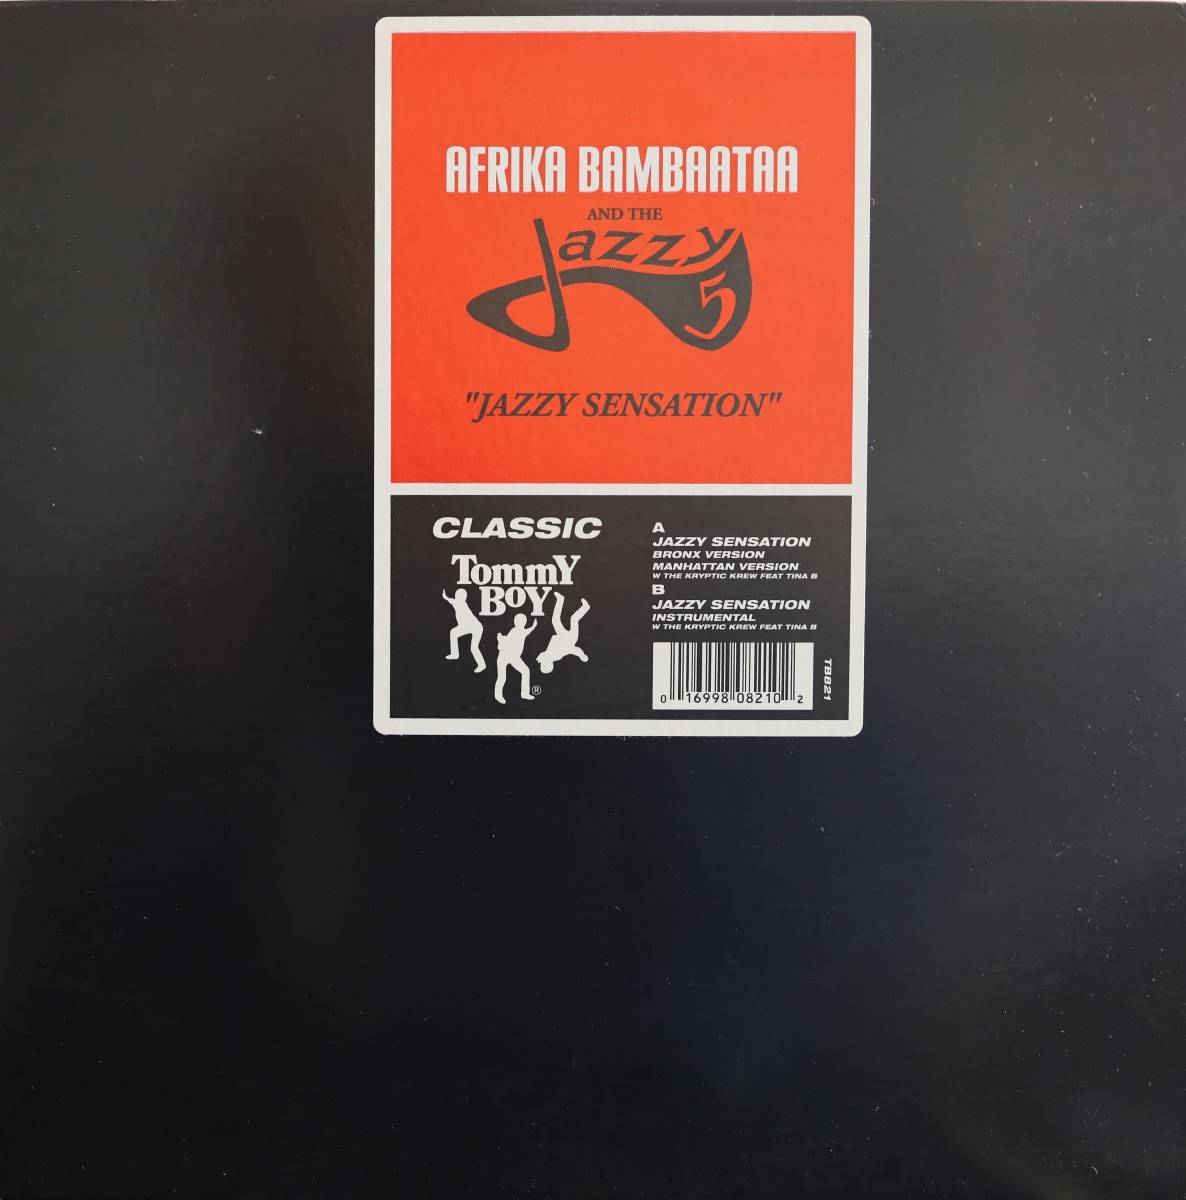 AFRIKA BAMBAATAA
AND THE
Jazzy
5
"JAZZY SENSATION"
CLASSIC
Tommy
BOY
®
A
JAZZY SENSATION
BRONX VERSION
MANHATTAN VERSION
W THE KRYPTIC KREW FEAT TINA B
B
JAZZY SENSATION
INSTRUMENTAL
W THE KRYPTIC KREW FEAT TINA B
0 16998 08210 2
TB821